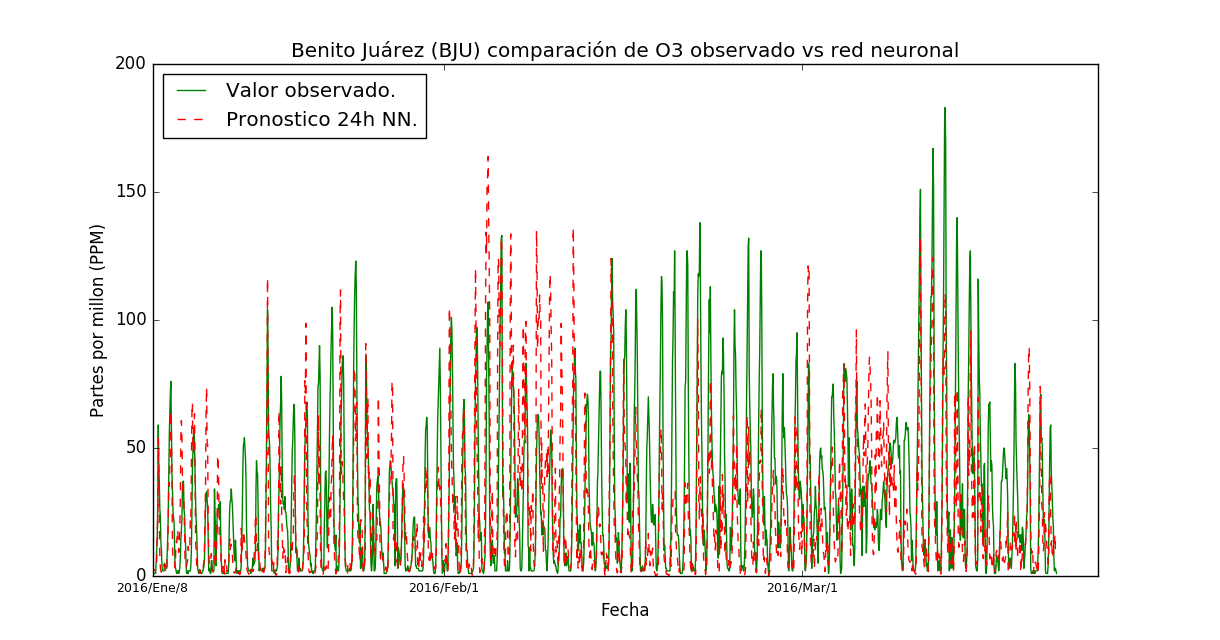 Benito Juárez (BJU) comparación de O3 observado vs red neuronal
200
Valor observado.
Pronostico 24h NN.
150
100
50
0
Partes por millon (PPM)
2016/Ene/8
2016/Feb/1
2016/Mar/1
Fecha